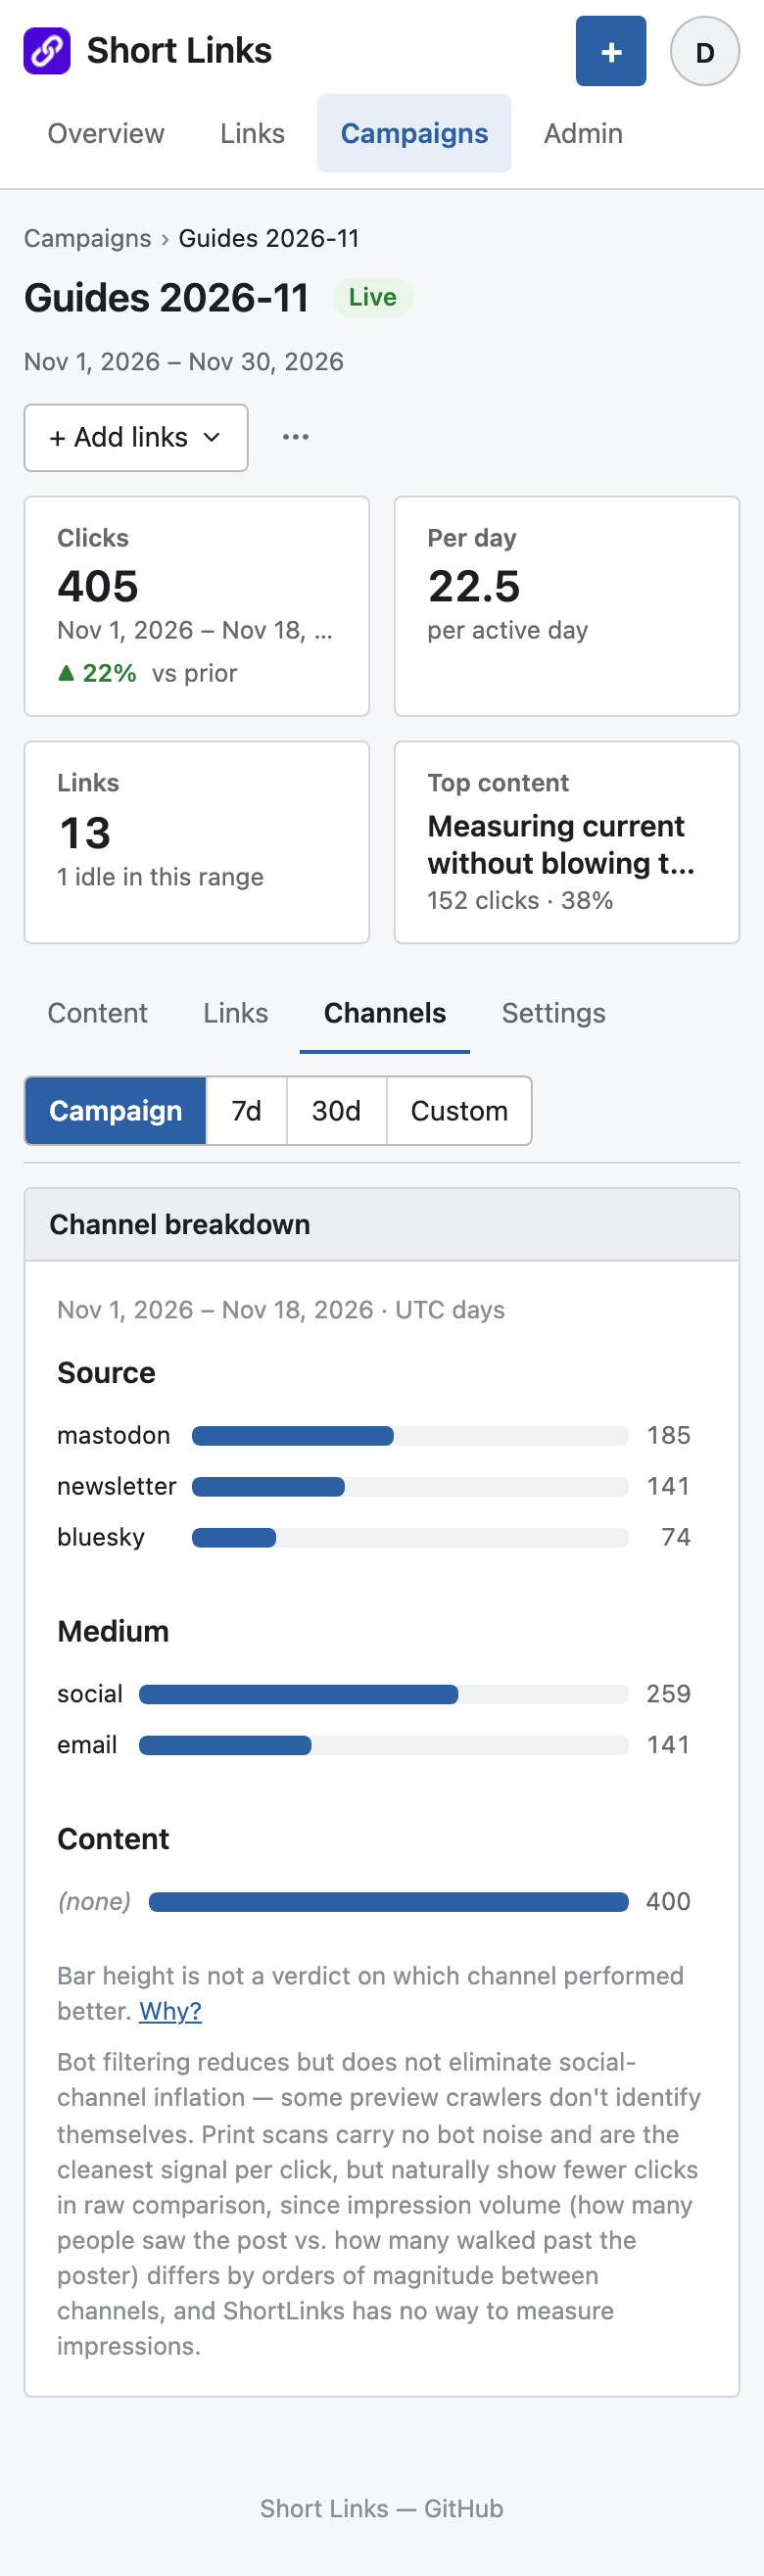 Short Links
+
D
Overview
Links
Campaigns
Admin
Campaigns › Guides 2026-11
Guides 2026-11
Live
Nov 1, 2026 – Nov 30, 2026
+ Add links
Clicks
405
Nov 1, 2026 – Nov 18, ...
▲ 22% vs prior
Per day
22.5
per active day
Links
13
1 idle in this range
Top content
Measuring current
without blowing t...
152 clicks · 38%
Content
Links
Channels
Settings
Campaign
7d
30d
Custom
Channel breakdown
Nov 1, 2026 – Nov 18, 2026 · UTC days
Source
mastodon 185
newsletter 141
bluesky 74
Medium
social 259
email 141
Content
(none) 400
Bar height is not a verdict on which channel performed
better. Why?
Bot filtering reduces but does not eliminate social-
channel inflation — some preview crawlers don't identify
themselves. Print scans carry no bot noise and are the
cleanest signal per click, but naturally show fewer clicks
in raw comparison, since impression volume (how many
people saw the post vs. how many walked past the
poster) differs by orders of magnitude between
channels, and ShortLinks has no way to measure
impressions.
Short Links — GitHub